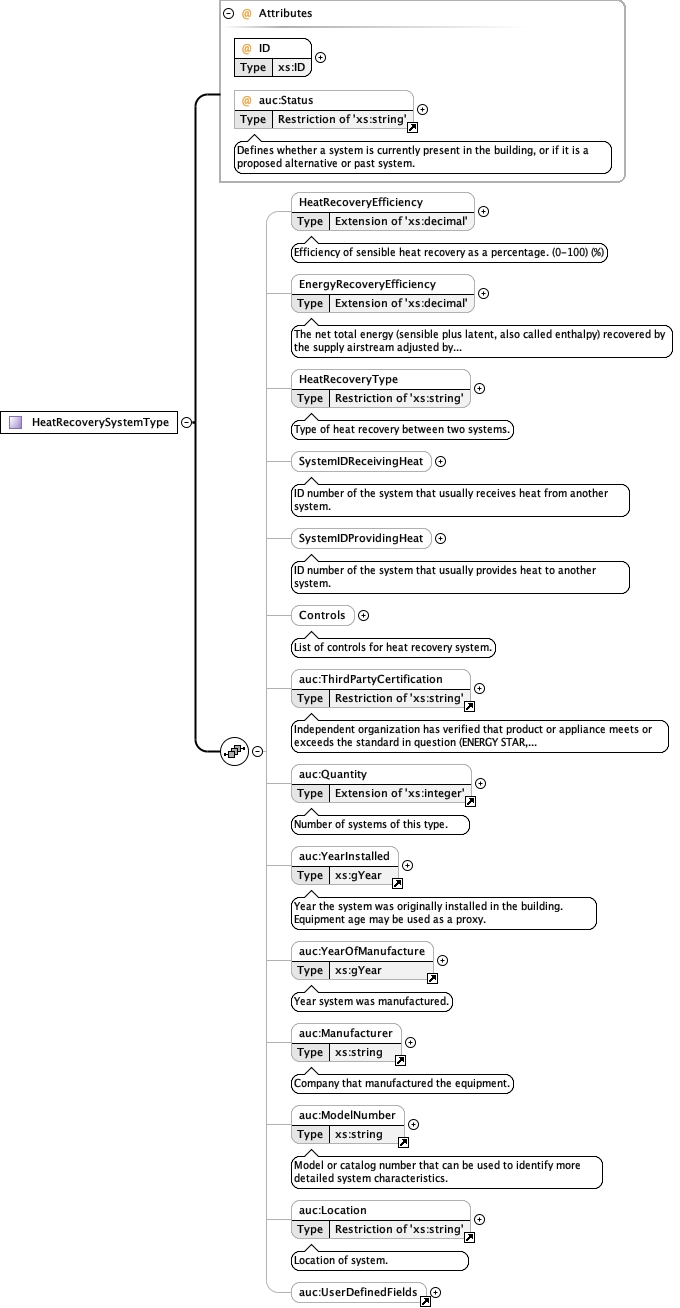 Attributes
@ ID
Type xs:ID
@ auc:Status
Type Restriction of 'xs:string'
Defines whether a system is currently present in the building, or if it is a
proposed alternative or past system.
HeatRecoveryEfficiency
Type Extension of 'xs:decimal'
Efficiency of sensible heat recovery as a percentage. (0-100) (%)
EnergyRecoveryEfficiency
Type Extension of 'xs:decimal'
The net total energy (sensible plus latent, also called enthalpy) recovered by
the supply airstream adjusted by...
HeatRecoveryType
Type Restriction of 'xs:string'
Type of heat recovery between two systems.
HeatRecoverySystemType
SystemIDReceivingHeat
ID number of the system that usually receives heat from another
system.
SystemIDProvidingHeat
ID number of the system that usually provides heat to another
system.
Controls
List of controls for heat recovery system.
auc:ThirdPartyCertification
Type Restriction of 'xs:string'
Independent organization has verified that product or appliance meets or
exceeds the standard in question (ENERGY STAR,...
auc:Quantity
Type Extension of 'xs:integer'
Number of systems of this type.
auc:YearInstalled
Type xs:gYear
Year the system was originally installed in the building.
Equipment age may be used as a proxy.
auc:YearOfManufacture
Type xs:gYear
Year system was manufactured.
auc:Manufacturer
Type xs:string
Company that manufactured the equipment.
auc:ModelNumber
Type xs:string
Model or catalog number that can be used to identify more
detailed system characteristics.
auc:Location
Type Restriction of 'xs:string'
Location of system.
auc:UserDefinedFields